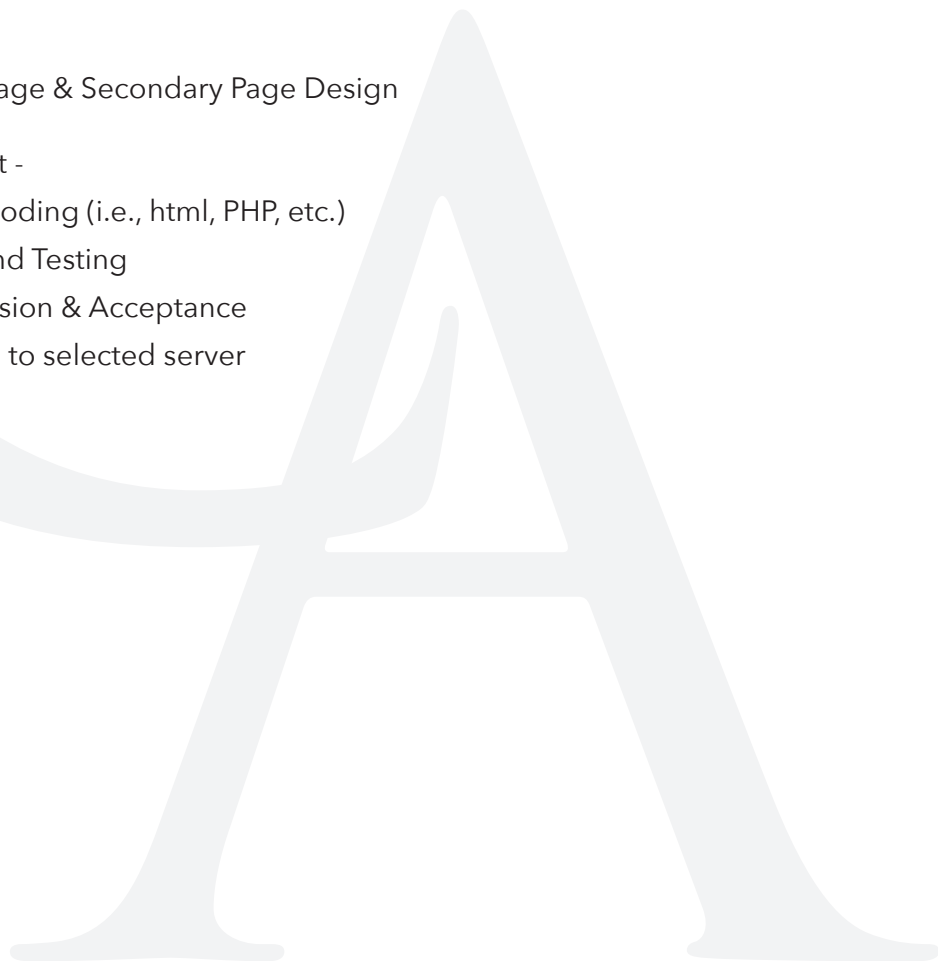 age & Secondary Page Design
t -
oding (i.e., html, PHP, etc.)
nd Testing
sion & Acceptance
to selected server
A